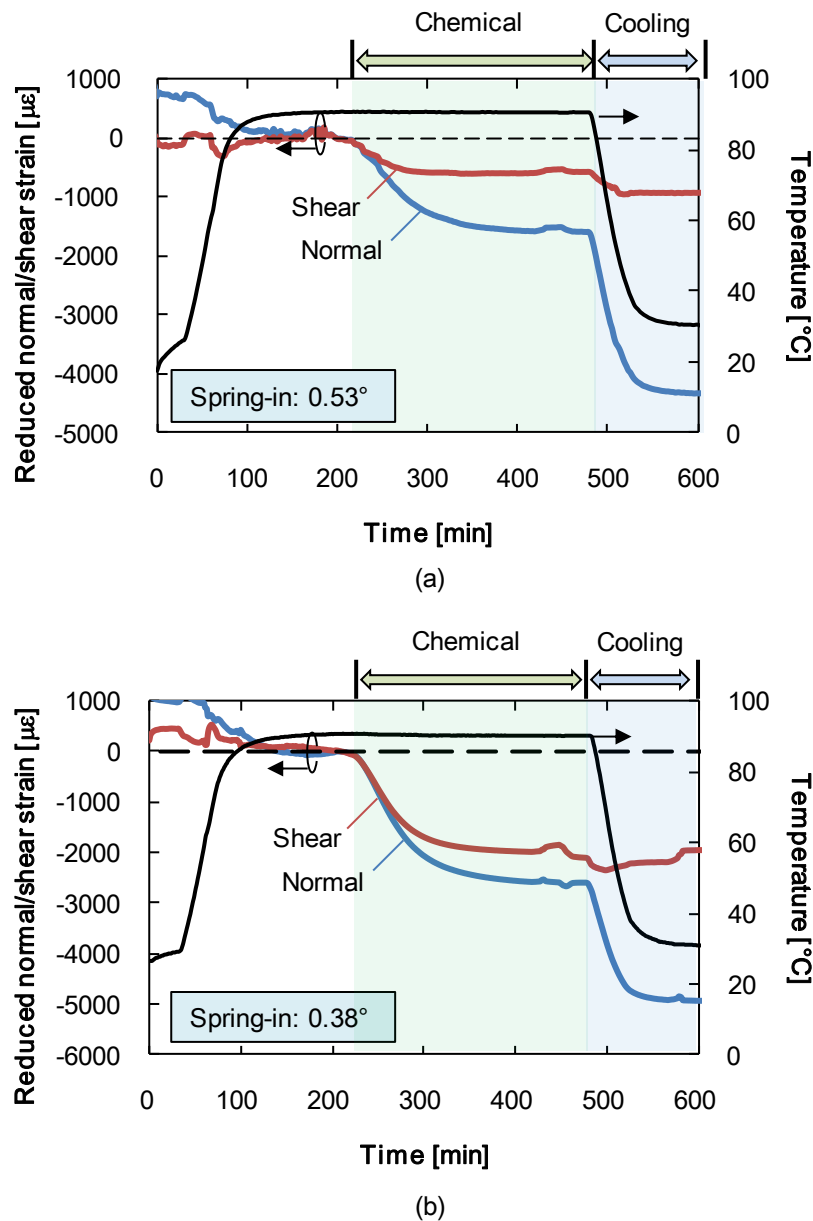 Chemical Cooling
1000
0
-1000
-2000
-3000
-4000
-5000
Reduced normal/shear strain [με]
100
80
60
40
20
0
Temperature [°C]
Shear
Normal
Spring-in: 0.53°
0 100 200 300 400 500 600
Time [min]
(a)
Chemical Cooling
1000
0
-1000
-2000
-3000
-4000
-5000
-6000
Reduced normal/shear strain [με]
100
80
60
40
20
0
Temperature [°C]
Shear
Normal
Spring-in: 0.38°
0 100 200 300 400 500 600
Time [min]
(b)